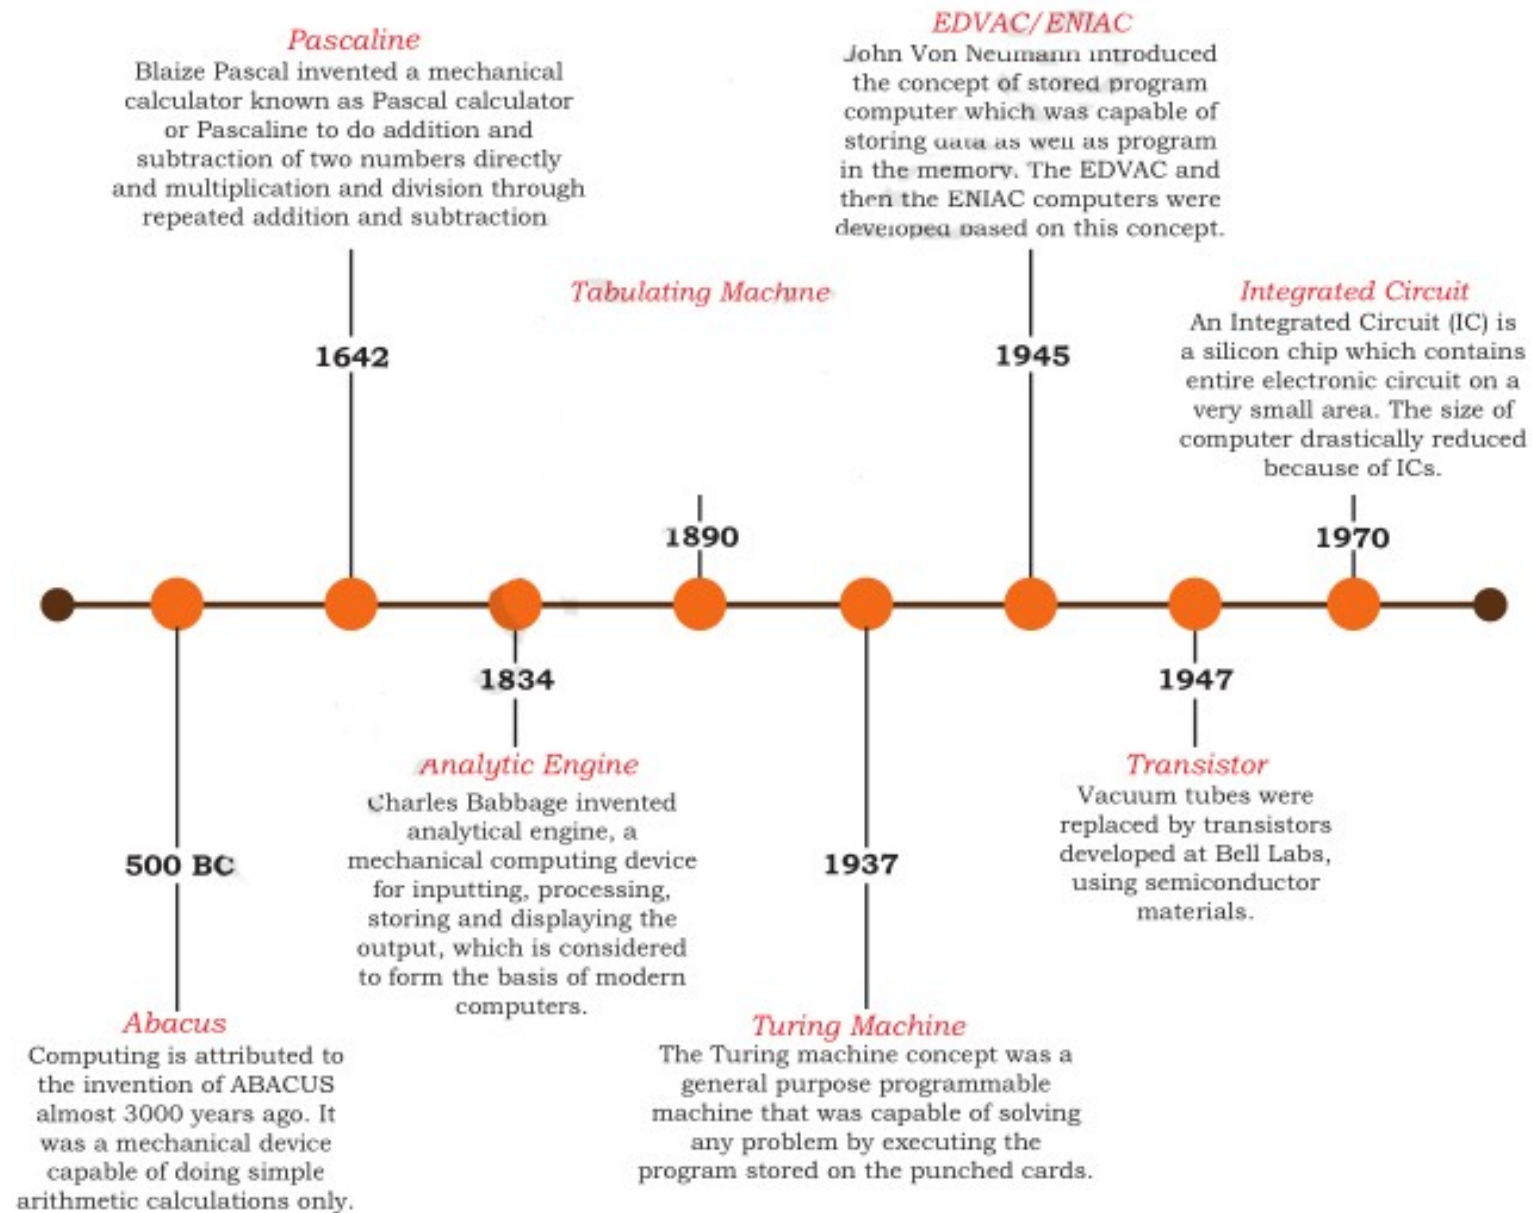 Pascaline
Blaize Pascal invented a mechanical
calculator known as Pascal calculator
or Pascaline to do addition and
subtraction of two numbers directly
and multiplication and division through
repeated addition and subtraction
1642
Tabulating Machine
1890
EDVAC/ENIAC
John Von Neumann introduced
the concept of stored program
computer which was capable of
storing data as well as program
in the memory. The EDVAC and
then the ENIAC computers were
developed based on this concept.
1945
Integrated Circuit
An Integrated Circuit (IC) is
a silicon chip which contains
entire electronic circuit on a
very small area. The size of
computer drastically reduced
because of ICs.
1970
500 BC
Abacus
Computing is attributed to
the invention of ABACUS
almost 3000 years ago. It
was a mechanical device
capable of doing simple
arithmetic calculations only.
1834
Analytic Engine
Charles Babbage invented
analytical engine, a
mechanical computing device
for inputting, processing,
storing and displaying the
output, which is considered
to form the basis of modern
computers.
1937
Turing Machine
The Turing machine concept was a
general purpose programmable
machine that was capable of solving
any problem by executing the
program stored on the punched cards.
1947
Transistor
Vacuum tubes were
replaced by transistors
developed at Bell Labs,
using semiconductor
materials.